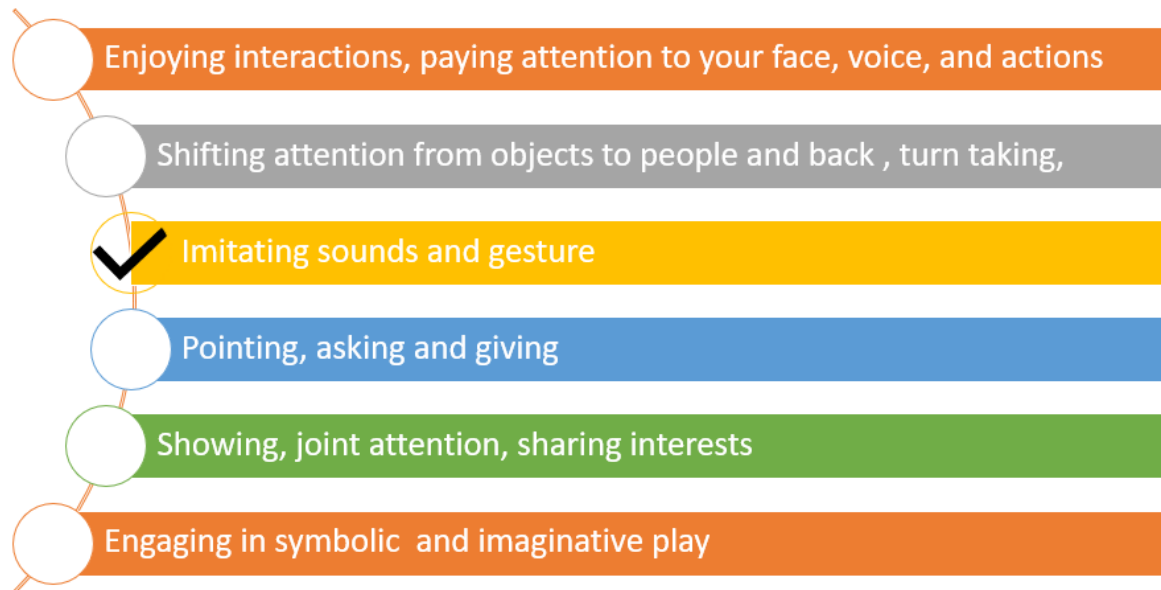 Enjoying interactions, paying attention to your face, voice, and actions
Shifting attention from objects to people and back , turn taking,
Imitating sounds and gesture
Pointing, asking and giving
Showing, joint attention, sharing interests
Engaging in symbolic  and imaginative play